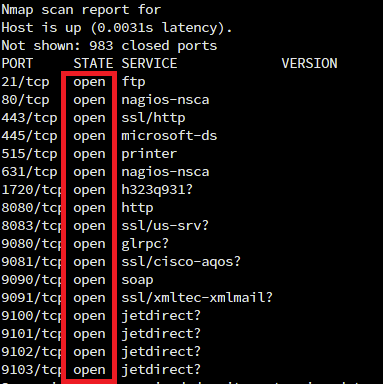 Nmap scan report for
Host is up (0.0031s latency).
Not shown: 983 closed ports
PORT STATE SERVICE VERSION
21/tcp open ftp
80/tcp open nagios-nsca
443/tcp open ssl/http
445/tcp open microsoft-ds
515/tcp open printer
631/tcp open nagios-nsca
1720/tcp open h323q931?
8080/tcp open http
8083/tcp open ssl/us-srv?
9080/tcp open glrpc?
9081/tcp open ssl/cisco-aqos?
9090/tcp open soap
9091/tcp open ssl/xmltec-xmlmail?
9100/tcp open jetdirect?
9101/tcp open jetdirect?
9102/tcp open jetdirect?
9103/tcp open jetdirect?